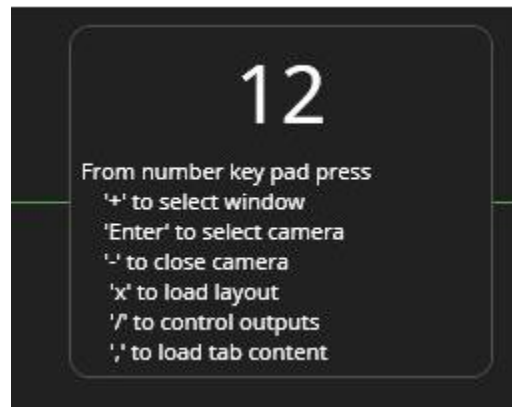 12
From number key pad press
'+' to select window
'Enter' to select camera
'-' to close camera
'x' to load layout
'/' to control outputs
',' to load tab content